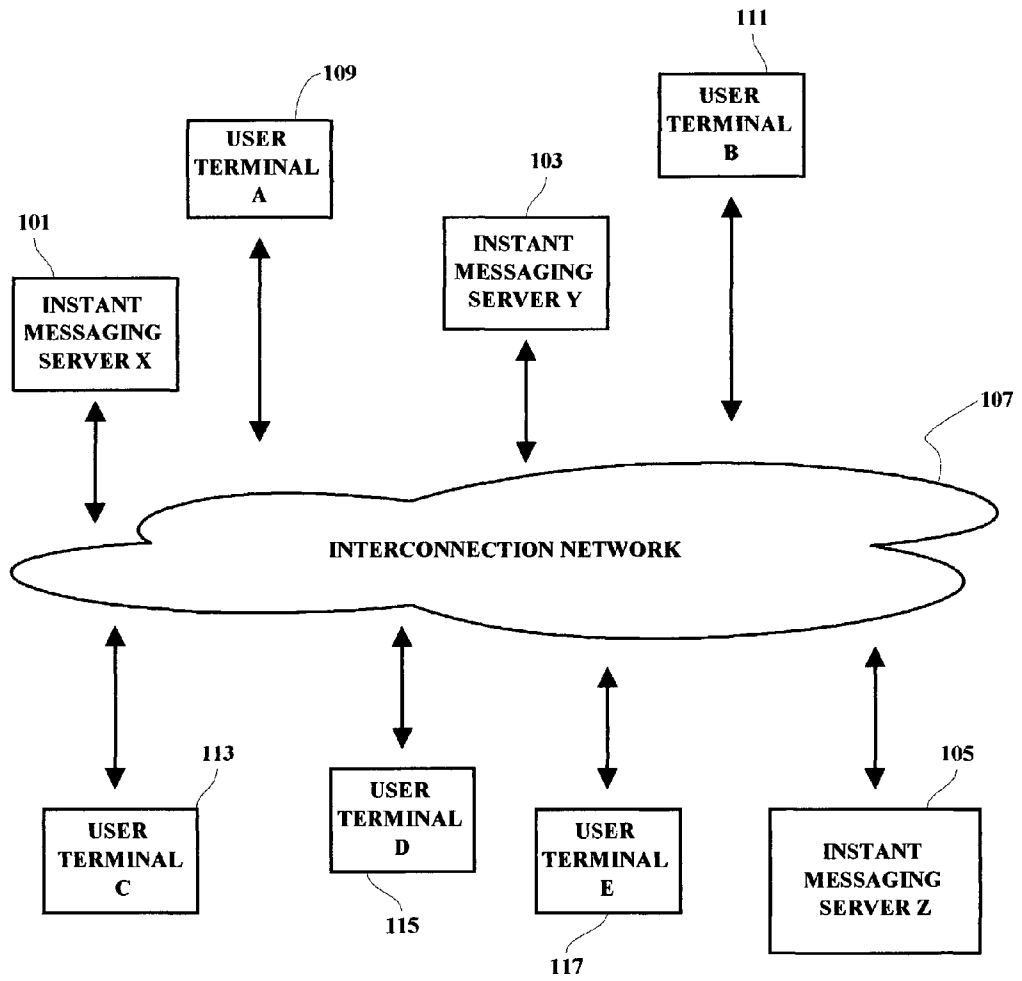 111
109
USER
TERMINAL
B
USER
TERMINAL
A
103
101
INSTANT
MESSAGING
SERVER Y
INSTANT
MESSAGING
SERVER X
107
INTERCONNECTION NETWORK
113
105
USER
TERMINAL
D
USER
TERMINAL
C
USER
TERMINAL
E
INSTANT
MESSAGING
SERVER Z
115
117